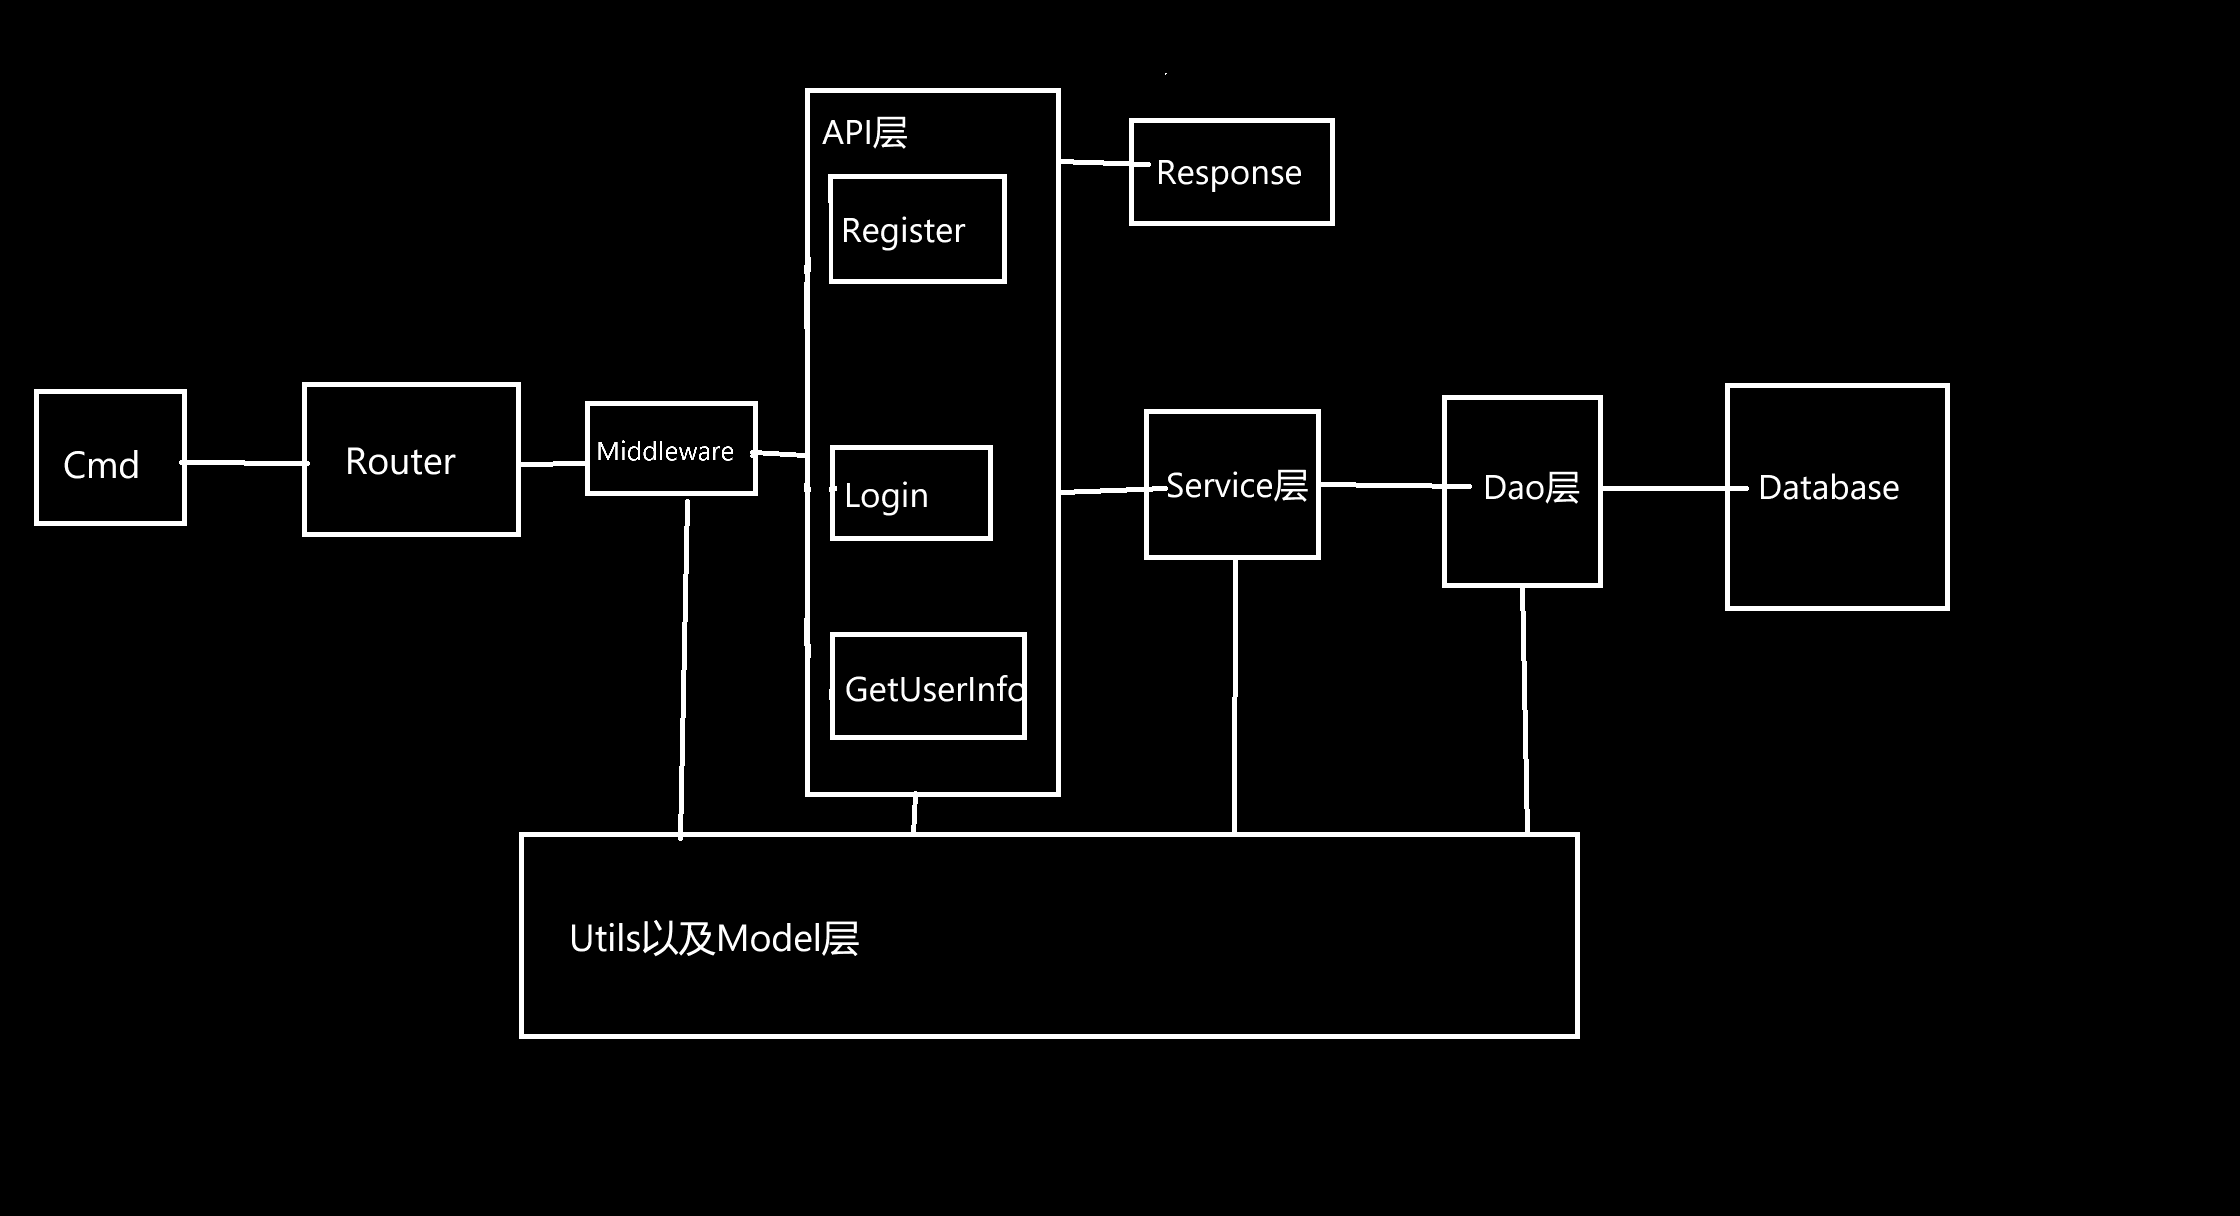 API层
Register
Response
Cmd
Router
Middleware
Login
Service层
Dao层
Database
GetUserInfo
Utils以及Model层